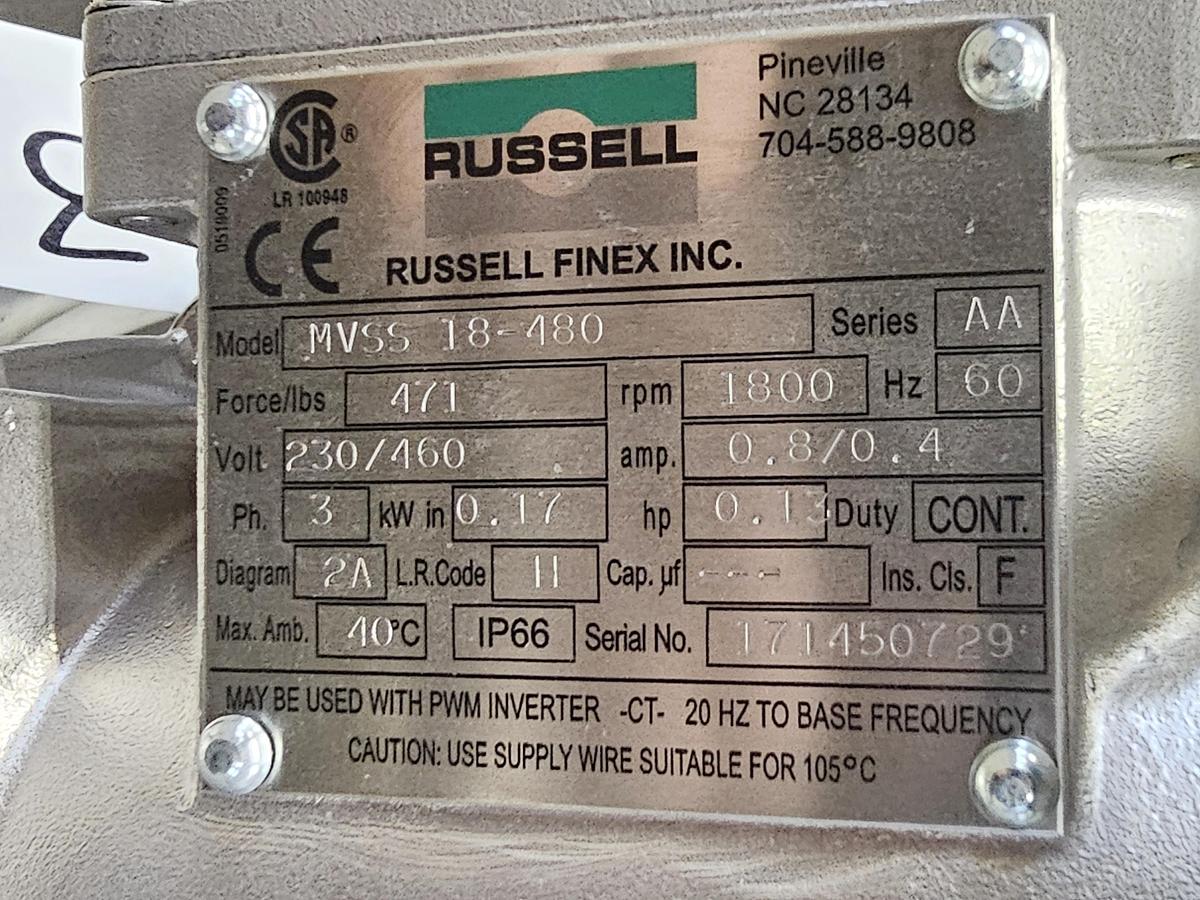 Pineville
NC 28134
704-588-9808
SA ®
LR 100948
0519009
CE
RUSSELL
RUSSELL FINEX INC.
Model MVSS 18-480 Series AA
Force/lbs 471 rpm 1800 Hz 60
Volt 230/460 amp. 0.8/0.4
Ph. 3 kW in 0.17 hp 0.13 Duty CONT.
Diagram 2A L.R.Code H Cap. µf --- Ins. Cls. F
Max. Amb. 40°C IP66 Serial No. 171450729
MAY BE USED WITH PWM INVERTER -CT- 20 HZ TO BASE FREQUENCY
CAUTION: USE SUPPLY WIRE SUITABLE FOR 105°C